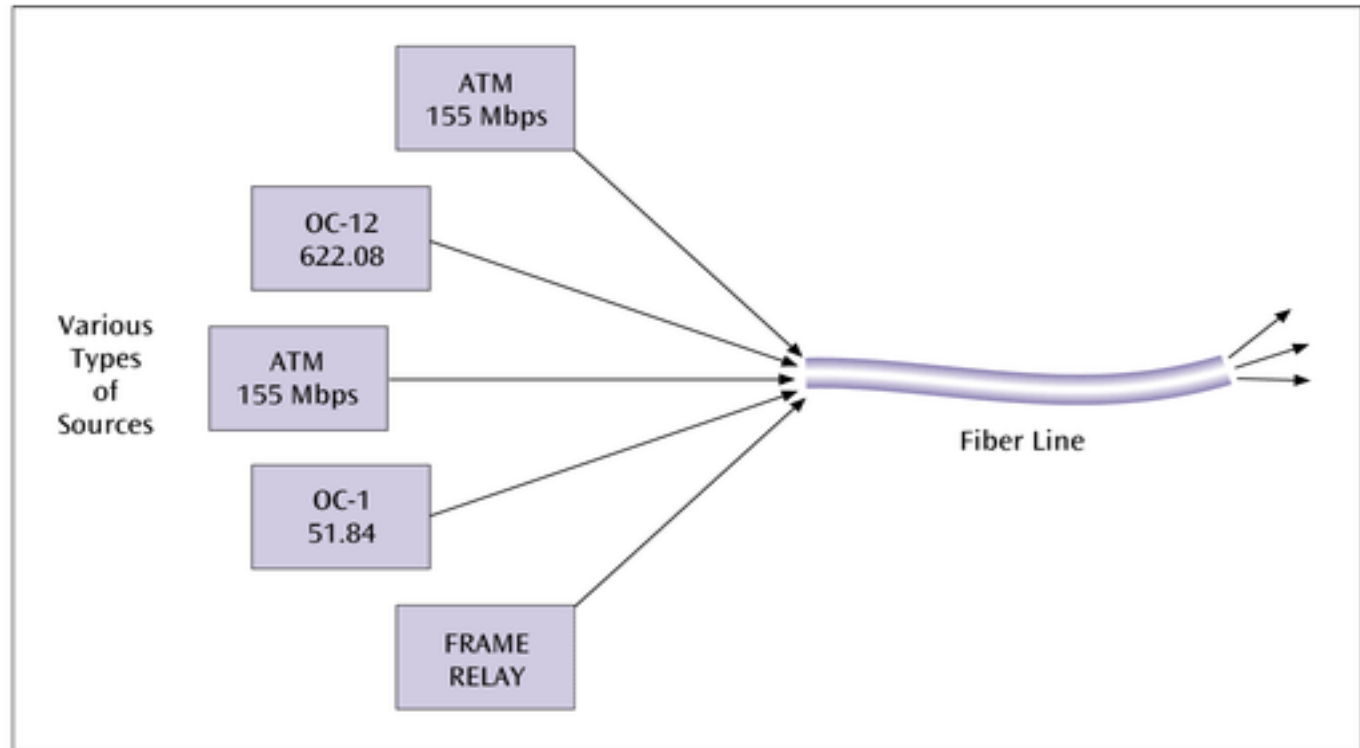 ATM
155 Mbps
OC-12
622.08
Various
Types
of
Sources
ATM
155 Mbps
OC-1
51.84
FRAME
RELAY
Fiber Line